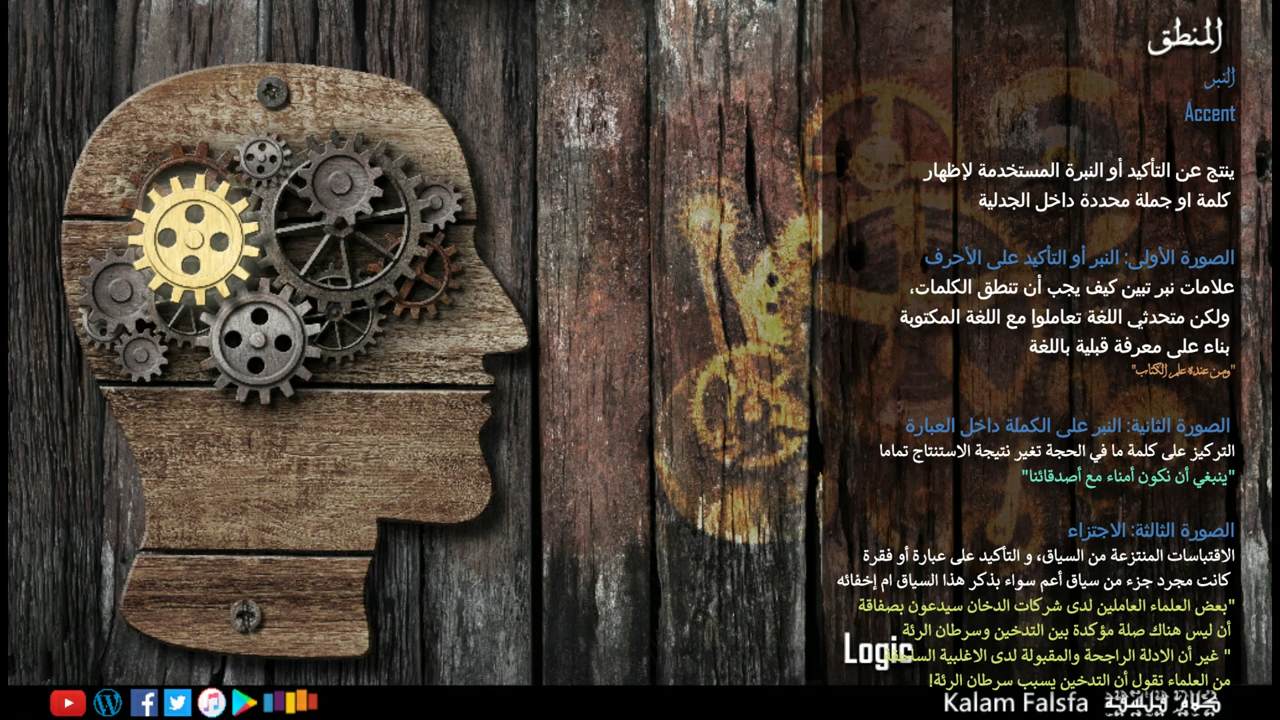 المنطق
النبر
Accent
ينتج عن التأكيد أو النبرة المستخدمة لإظهار
كلمة او جملة محددة داخل الجدلية
الصورة الأولى: النبر أو التأكيد على الأحرف
علامات نبر تبين كيف يجب أن تنطق الكلمات،
ولكن متحدثي اللغة تعاملوا مع اللغة المكتوبة
بناء على معرفة قبلية باللغة
"ومن عنده علم الكتاب"
الصورة الثانية: النبر على الكملة داخل العبارة
التركيز على كلمة ما في الحجة تغير نتيجة الاستنتاج تماما
"ينبغي أن نكون أمناء مع أصدقائنا"
الصورة الثالثة: الاجتزاء
الاقتباسات المنتزعة من السياق، و التأكيد على عبارة أو فقرة
كانت مجرد جزء من سياق أعم سواء بذكر هذا السياق ام إخفائه
"بعض العلماء العاملين لدى شركات الدخان سيدعون بصفاقة
أن ليس هناك صلة مؤكدة بين التدخين وسرطان الرئة
" غير أن الادلة الراجحة والمقبولة لدى الاغلبية الساحقة
من العلماء تقول أن التدخين يسبب سرطان الرئة!
Logic
Kalam Falsfa كلام فلسفة